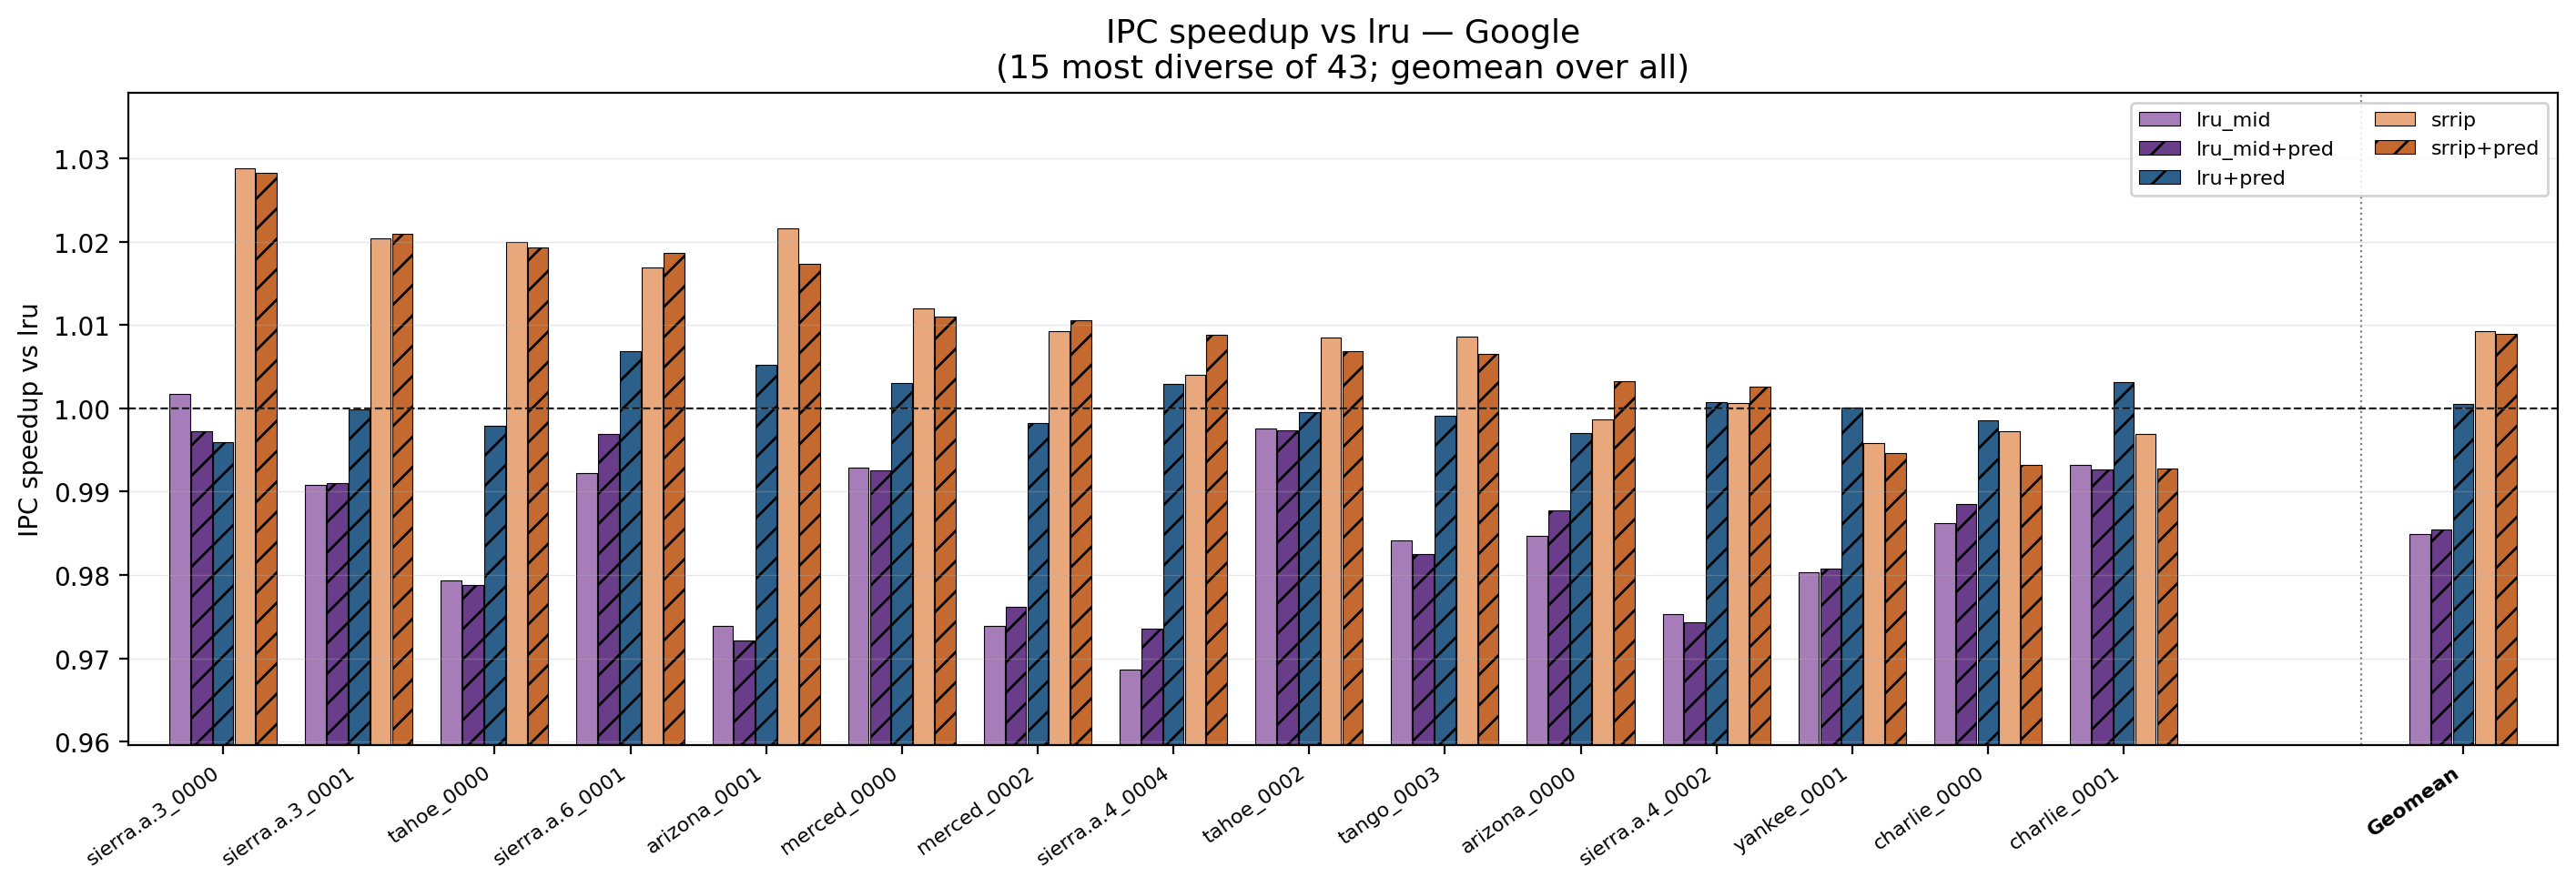 IPC speedup vs lru — Google
(15 most diverse of 43; geomean over all)
IPC speedup vs lru
1.03
1.02
1.01
1.00
0.99
0.98
0.97
0.96
lru_mid
lru_mid+pred
lru+pred
srrip
srrip+pred
sierra.a.3_0000
sierra.a.3_0001
tahoe_0000
sierra.a.6_0001
arizona_0001
merced_0000
merced_0002
sierra.a.4_0004
tahoe_0002
tango_0003
arizona_0000
sierra.a.4_0002
yankee_0001
charlie_0000
charlie_0001
Geomean